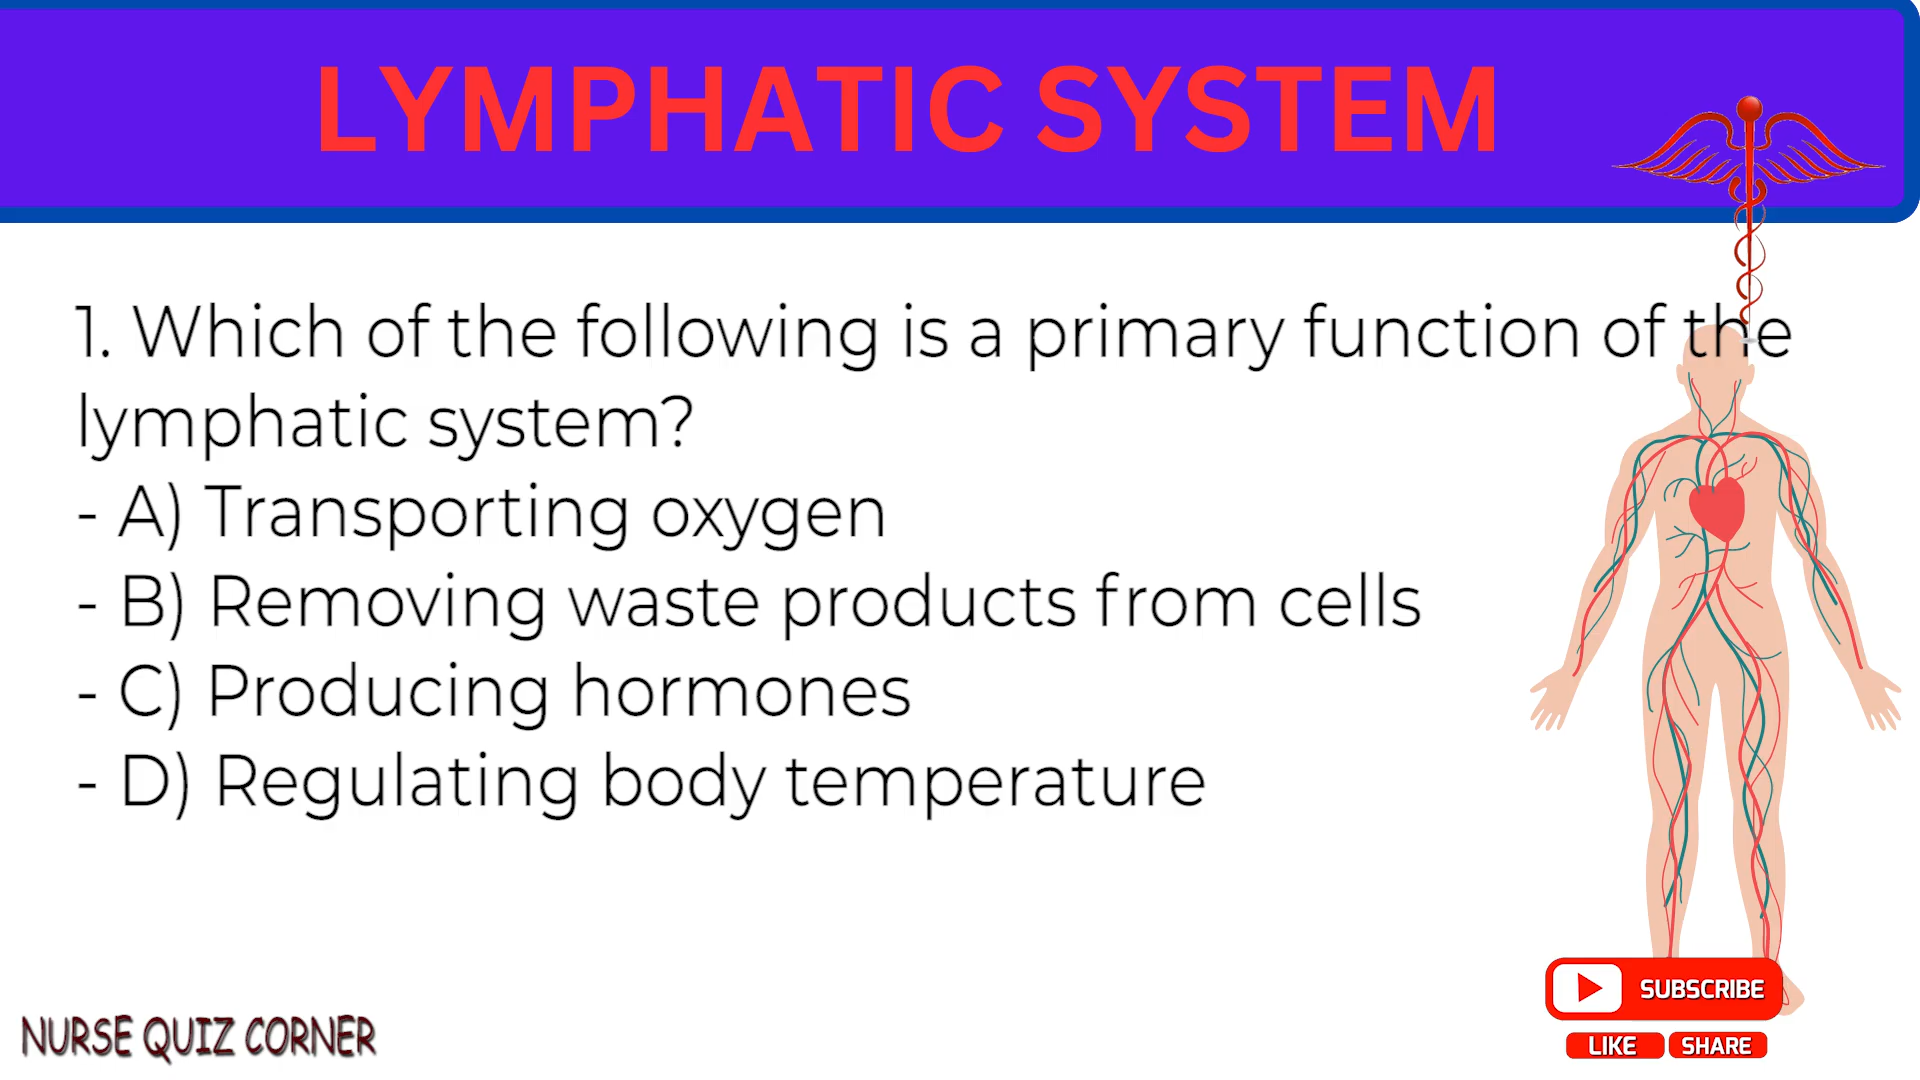 LYMPHATIC SYSTEM
1. Which of the following is a primary function of the
lymphatic system?
- A) Transporting oxygen
- B) Removing waste products from cells
- C) Producing hormones
- D) Regulating body temperature
SUBSCRIBE
NURSE QUIZ CORNER
LIKE SHARE